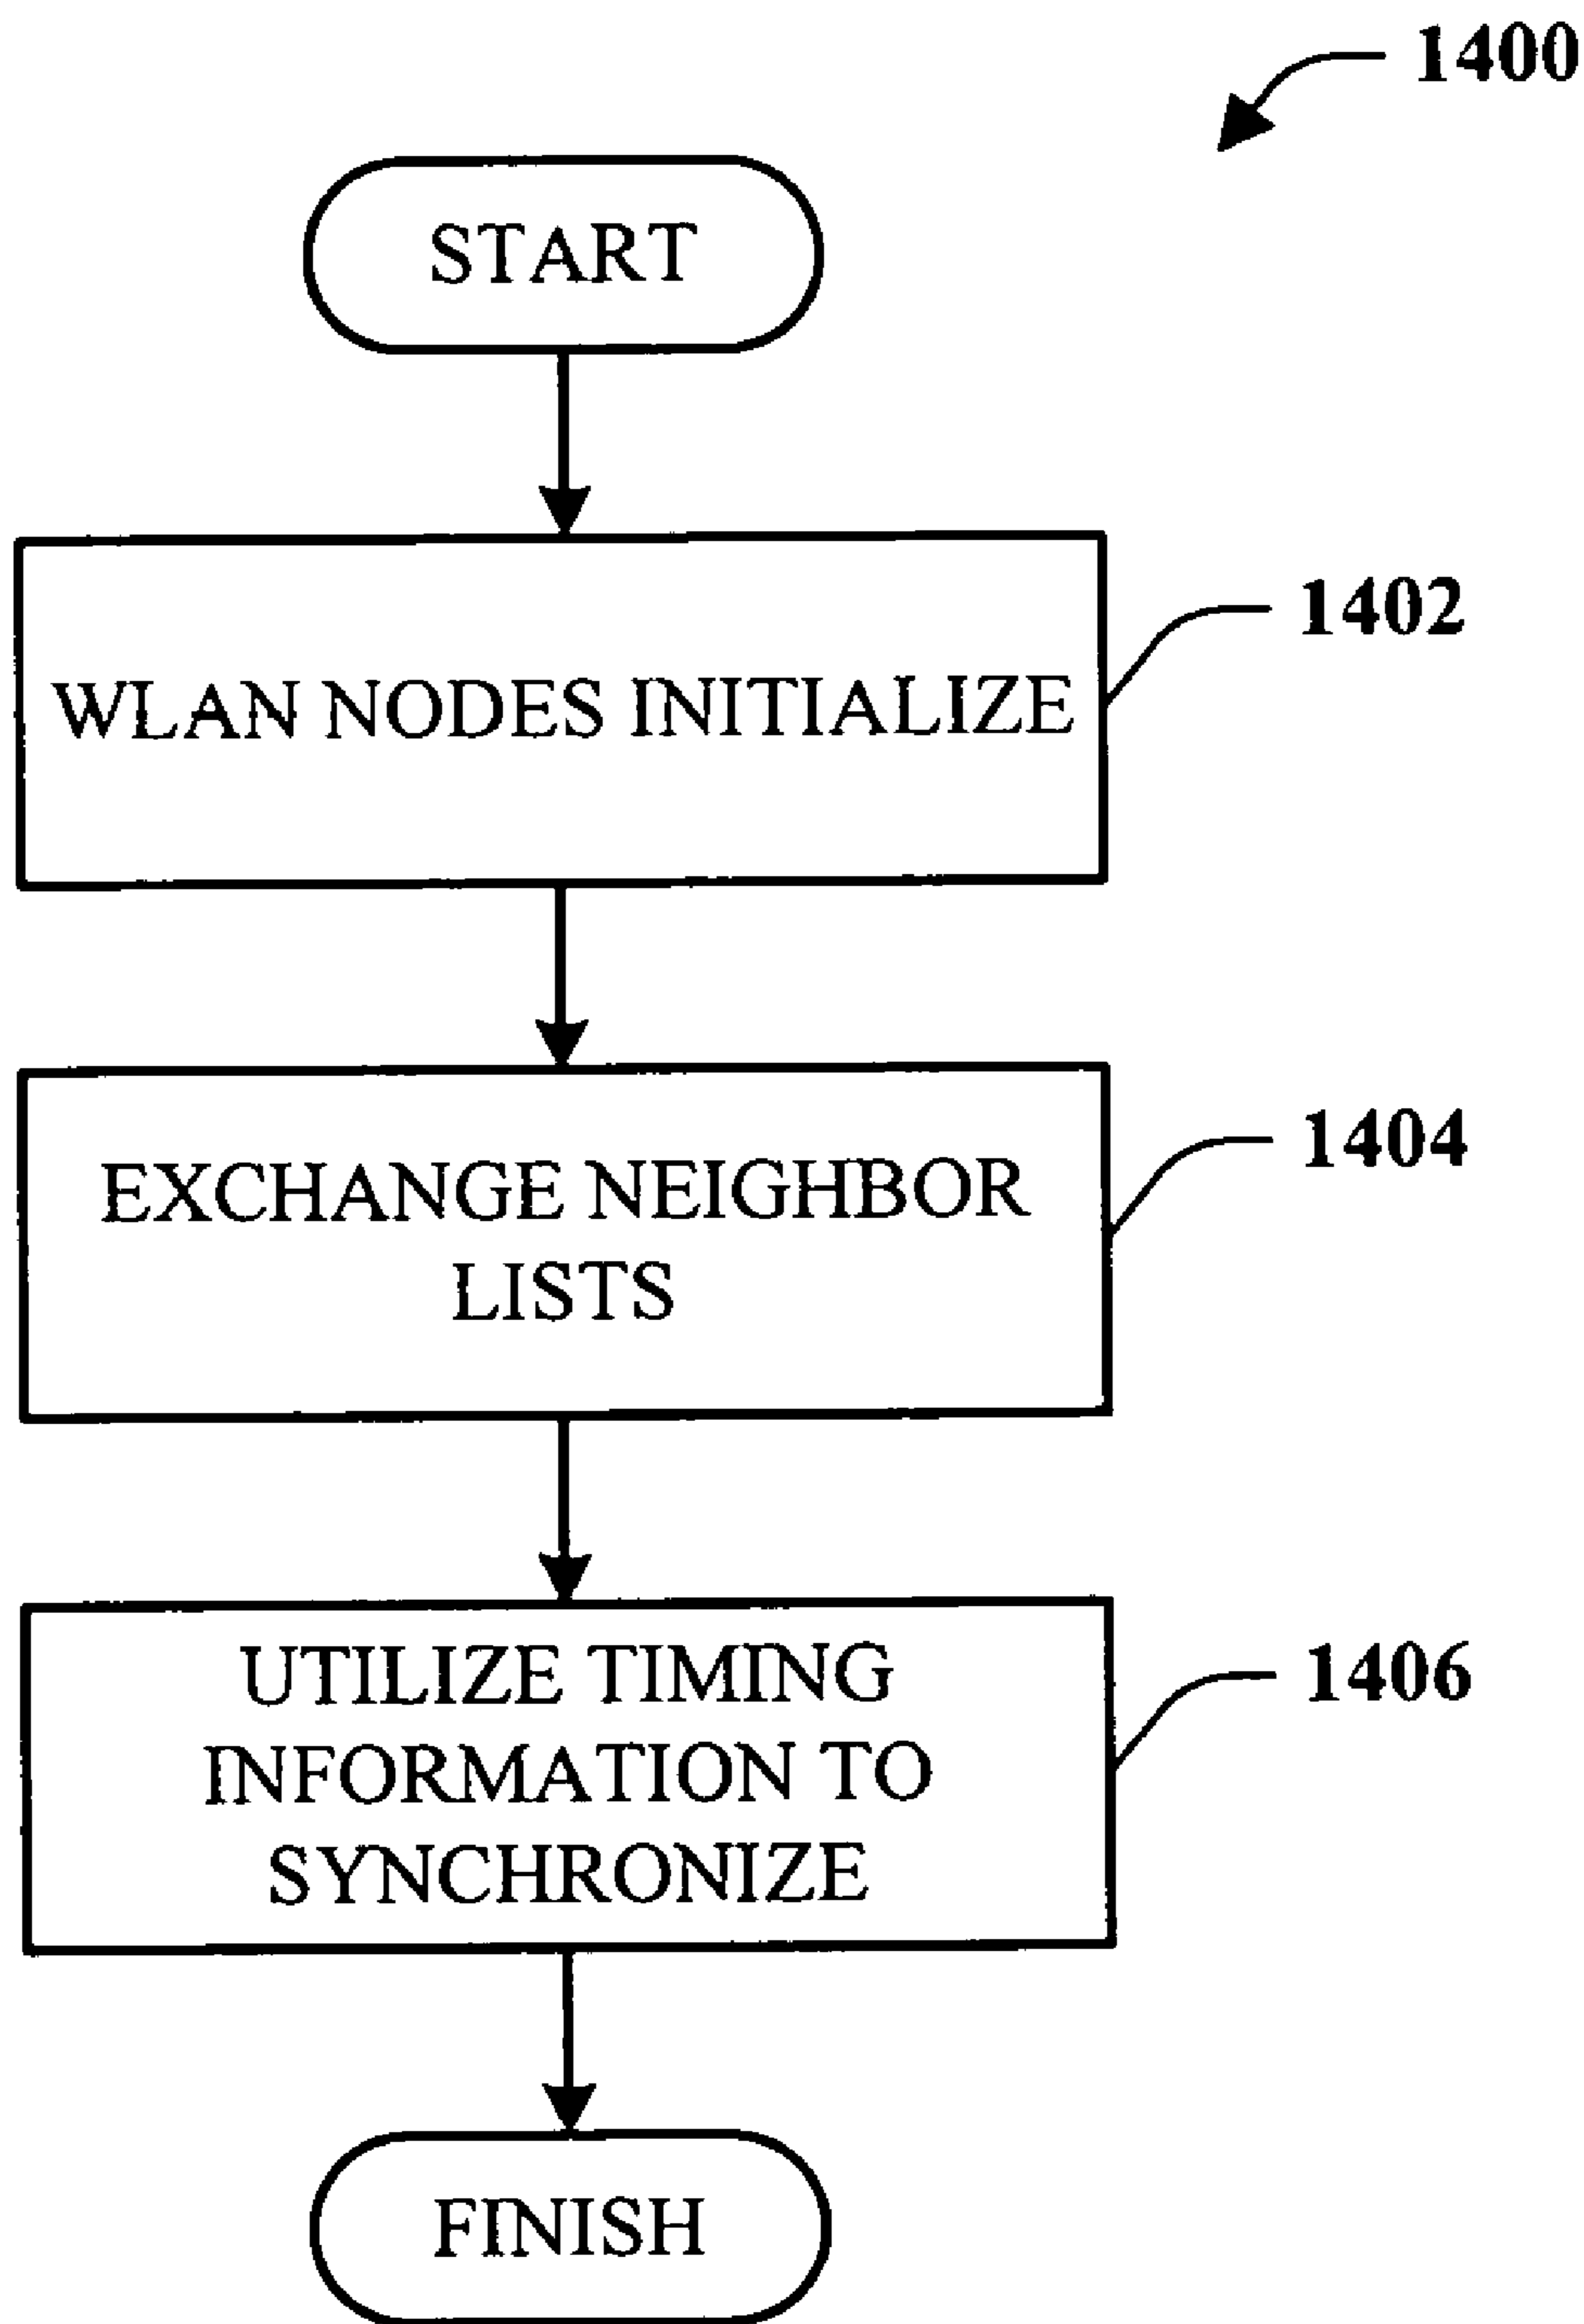 1400
START
WLAN NODES INITIALIZE
1402
EXCHANGE NEIGHBOR
LISTS
1404
UTILIZE TIMING
INFORMATION TO
SYNCHRONIZE
1406
FINISH